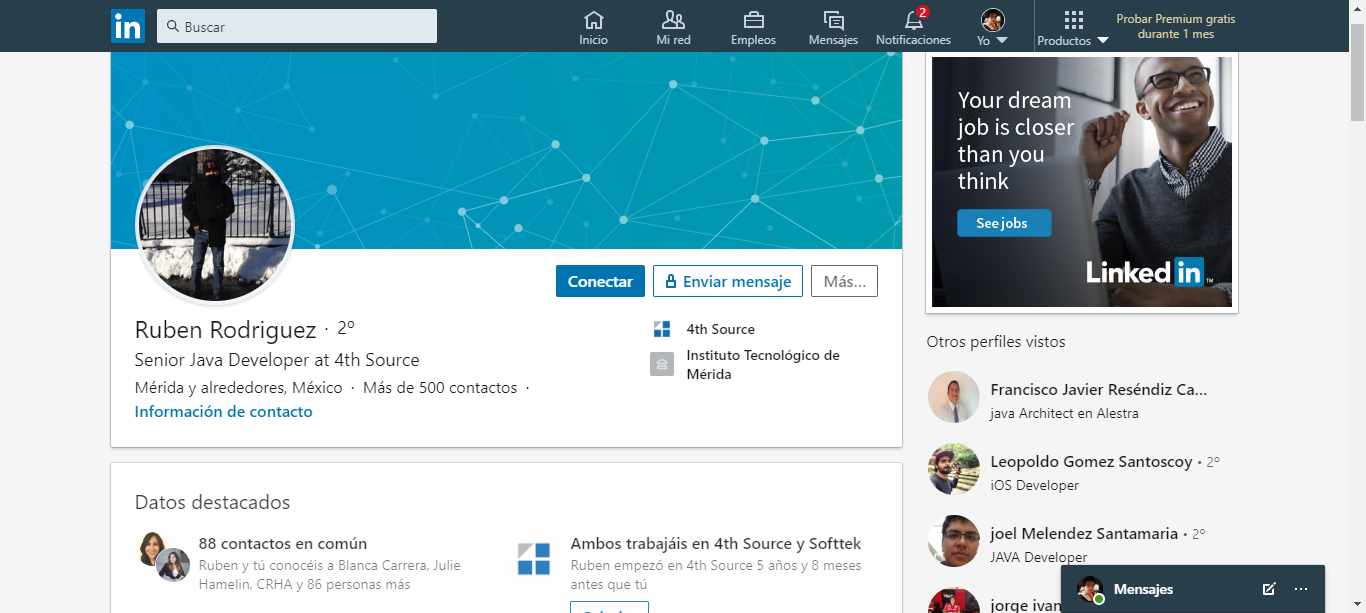 in
Buscar
Inicio
Mi red
Empleos
Mensajes
2
Notificaciones
Yo
Productos
Probar Premium gratis
durante 1 mes
Conectar
Enviar mensaje
Más...
Ruben Rodriguez · 2º
Senior Java Developer at 4th Source
Mérida y alrededores, México · Más de 500 contactos ·
Información de contacto
4th Source
Instituto Tecnológico de
Mérida
Datos destacados
88 contactos en común
Ruben y tú conocéis a Blanca Carrera, Julie
Hamelin, CRHA y 86 personas más
Ambos trabajáis en 4th Source y Softtek
Ruben empezó en 4th Source 5 años y 8 meses
antes que tú
Your dream
job is closer
than you
think
See jobs
Linked in ™
Otros perfiles vistos
Francisco Javier Reséndiz Ca...
java Architect en Alestra
Leopoldo Gomez Santoscoy • 2º
iOS Developer
joel Melendez Santamaria • 2º
JAVA Developer
jorge ivan
Mensajes